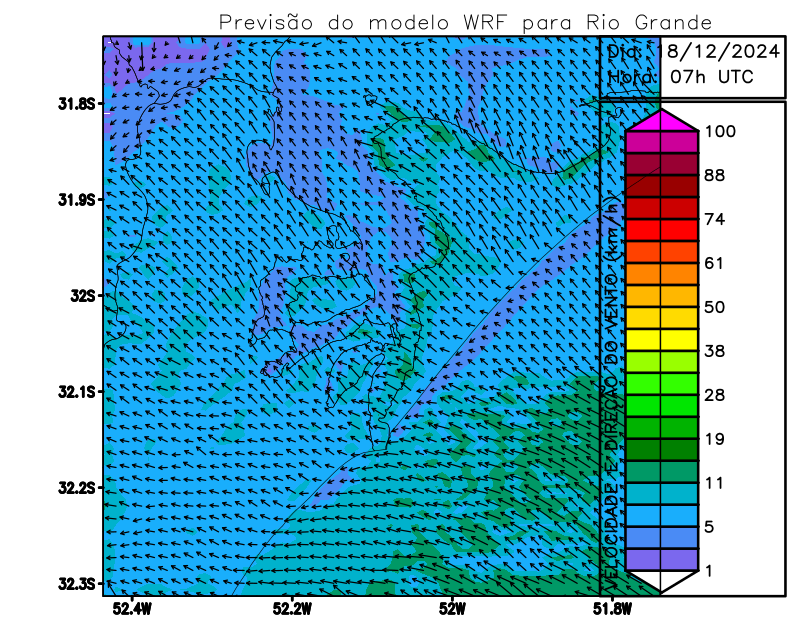 Previsão do modelo WRF para Rio Grande
Dia: 18/12/2024
Hora: 07h UTC
31.8S
31.9S
32S
32.1S
32.2S
32.3S
52.4W
52.2W
52W
51.8W
VELOCIDADE E DIREÇÃO DO VENTO (km/h)
100
88
74
61
50
38
28
19
11
5
1